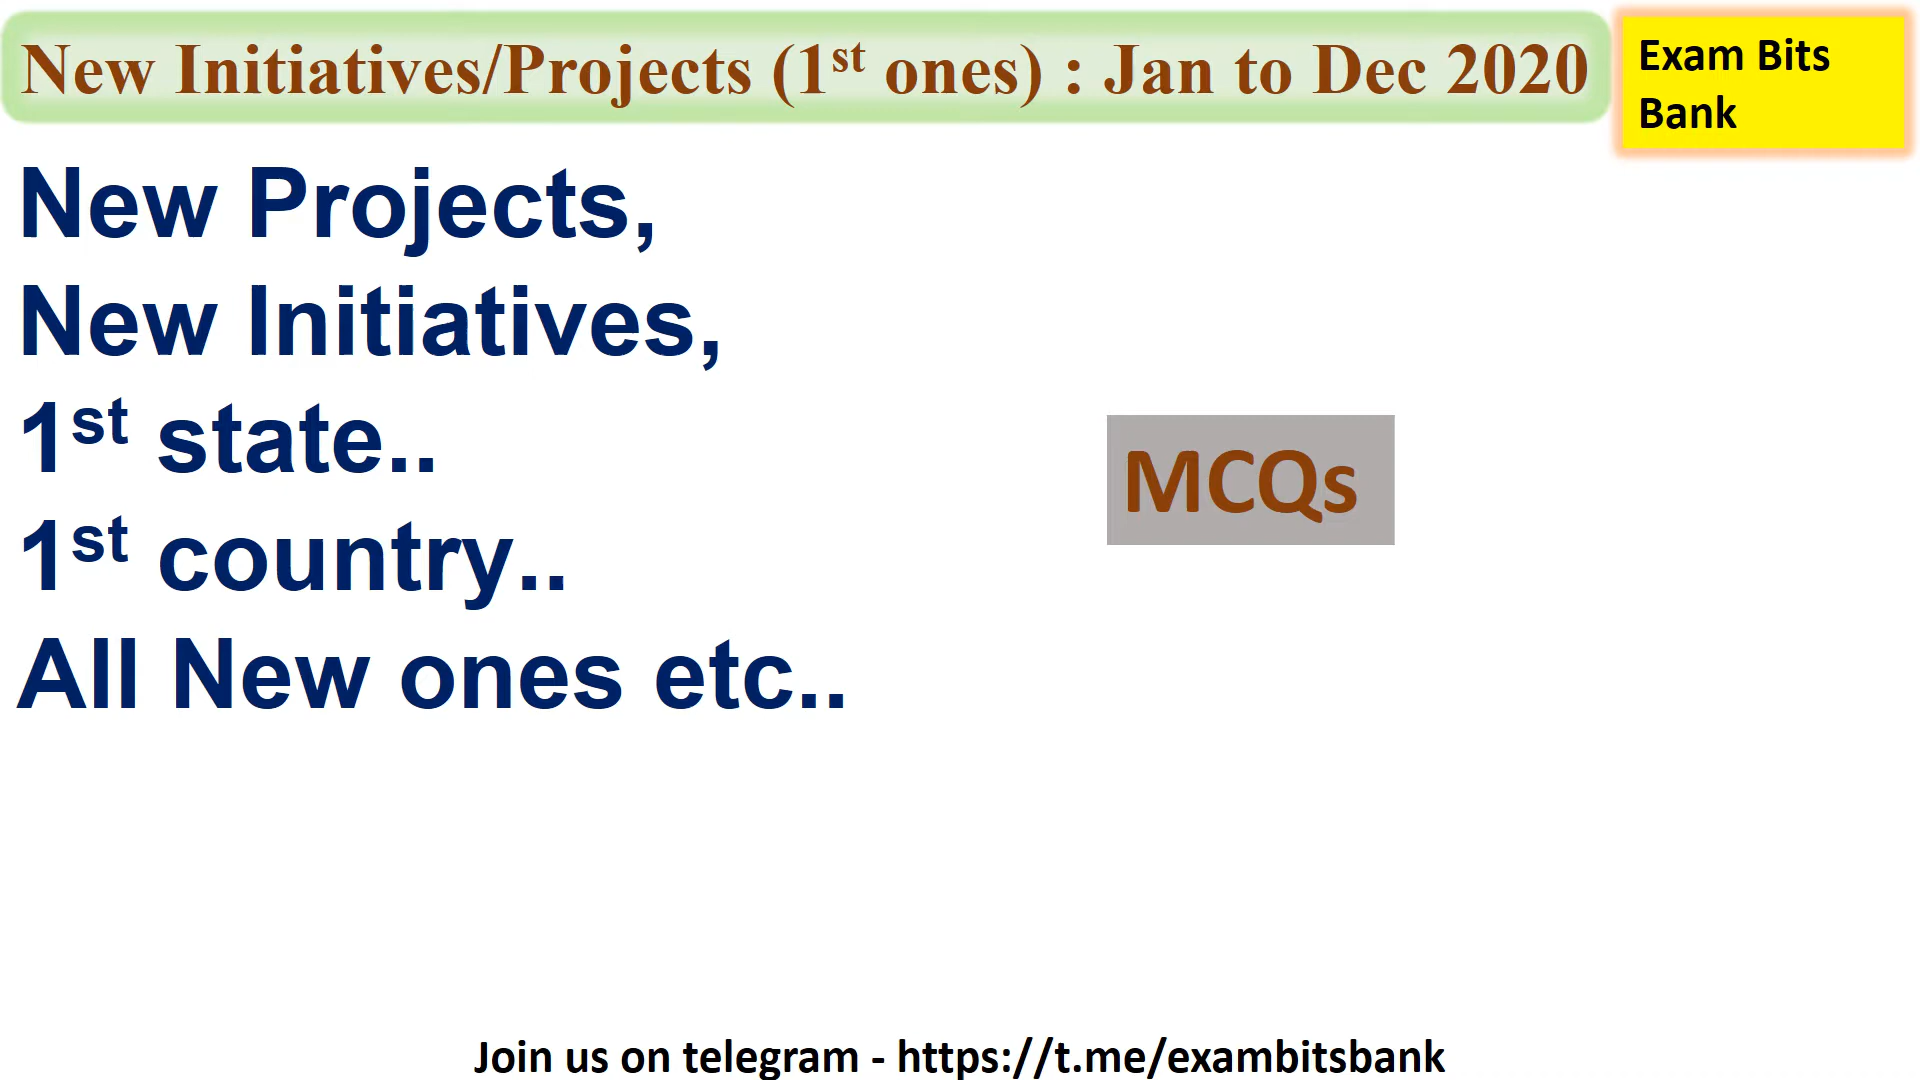 New Initiatives/Projects (1st ones) : Jan to Dec 2020
Exam Bits
Bank
New Projects,
New Initiatives,
1st state..
1st country..
All New ones etc..
MCQs
Join us on telegram - https://t.me/exambitsbank